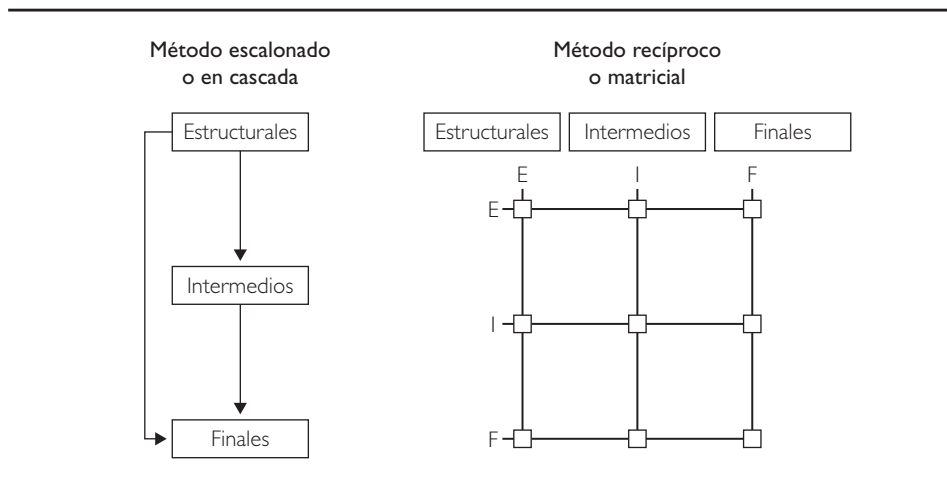 Método escalonado
o en cascada
Estructurales
Intermedios
Finales
Método recíproco
o matricial
Estructurales Intermedios Finales
E I F
E
I
F